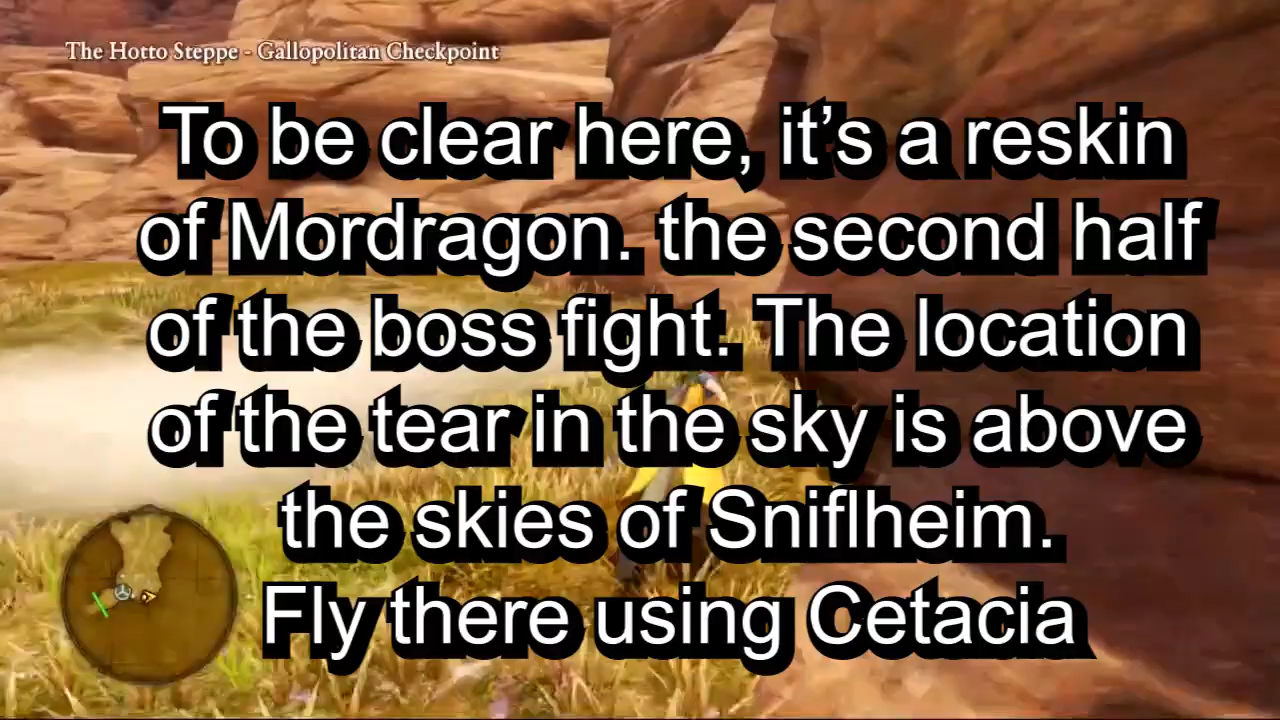 The Hotto Steppe - Gallopolitan Checkpoint
To be clear here, it's a reskin
of Mordragon. the second half
of the boss fight. The location
of the tear in the sky is above
the skies of Sniflheim.
Fly there using Cetacia